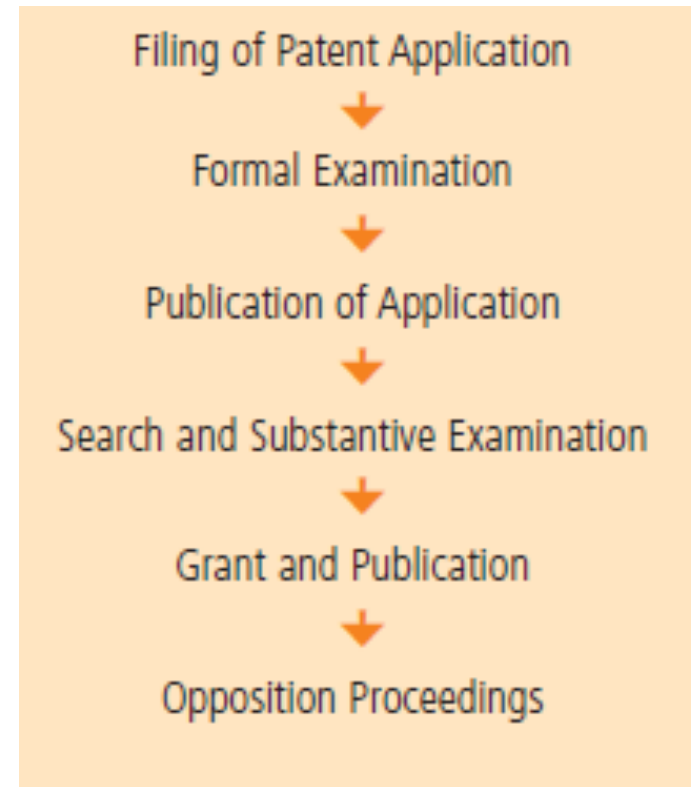 Filing of Patent Application
Formal Examination
Publication of Application
Search and Substantive Examination
Grant and Publication
Opposition Proceedings